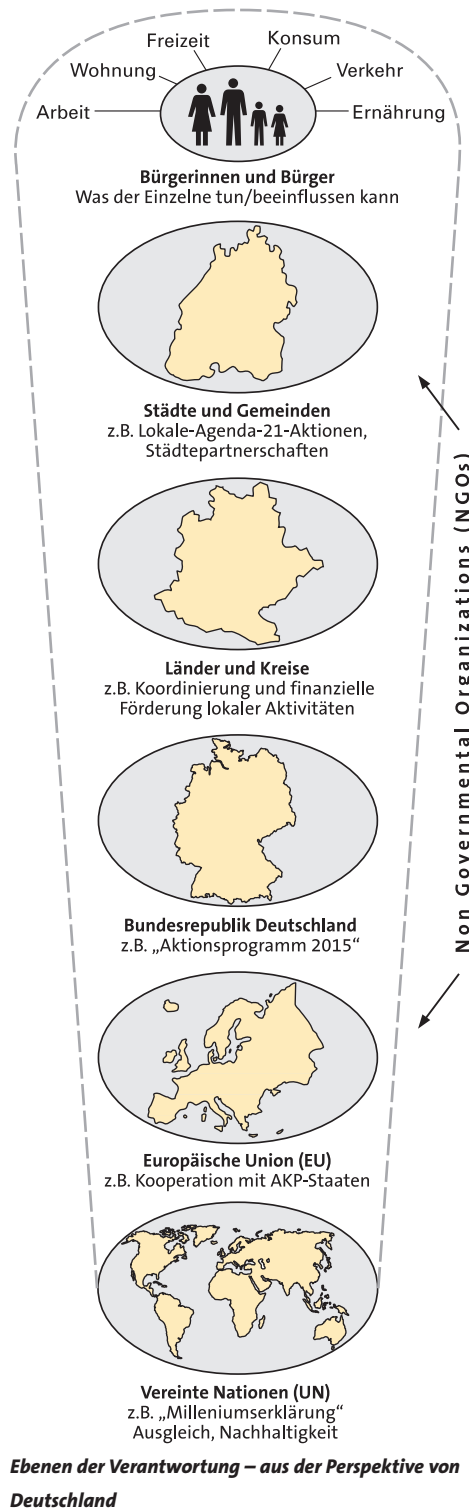 Freizeit
Konsum
Wohnung
Verkehr
Arbeit
Ernährung
Bürgerinnen und Bürger
Was der Einzelne tun/beeinflussen kann
Städte und Gemeinden
z.B. Lokale-Agenda-21-Aktionen,
Städtepartnerschaften
Länder und Kreise
z.B. Koordinierung und finanzielle
Förderung lokaler Aktivitäten
Bundesrepublik Deutschland
z.B. „Aktionsprogramm 2015“
Europäische Union (EU)
z.B. Kooperation mit AKP-Staaten
Vereinte Nationen (UN)
z.B. „Milleniumserklärung“
Ausgleich, Nachhaltigkeit
Non Governmental Organizations (NGOs)
Ebenen der Verantwortung – aus der Perspektive von
Deutschland